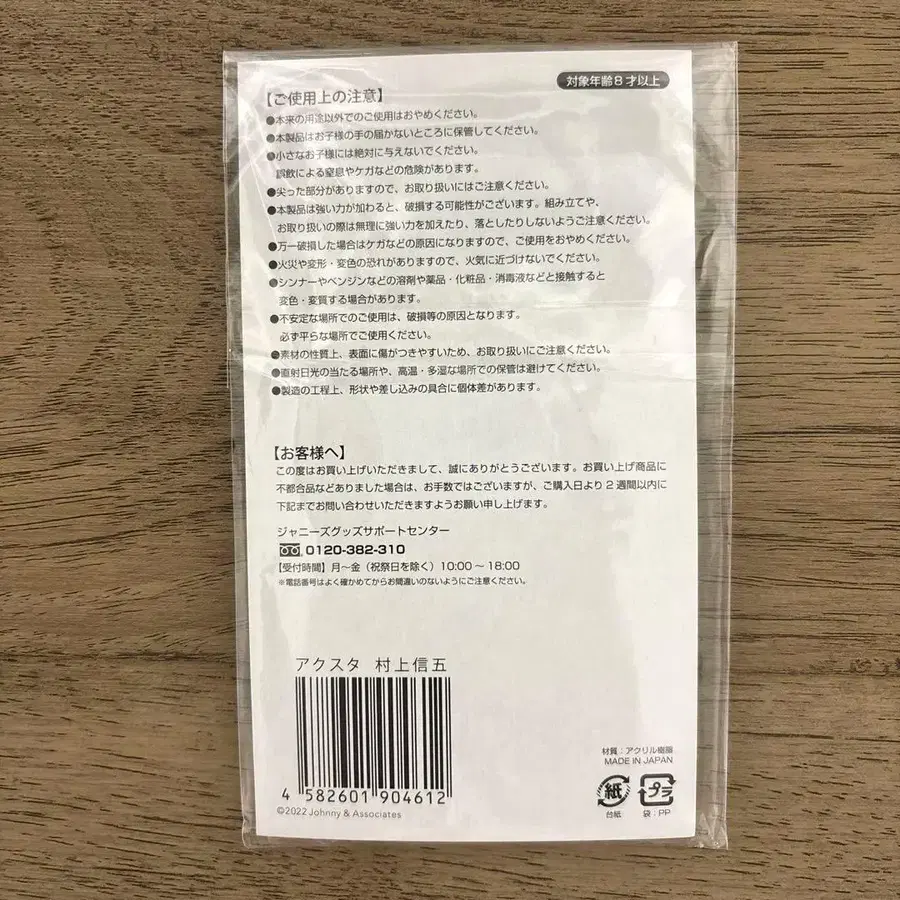 対象年齢8才以上
【ご使用上の注意】
●本来の用途以外でのご使用はおやめください。
●本製品はお子様の手の届かないところに保管してください。
●小さなお子様には絶対に与えないでください。
誤飲による窒息やケガなどの危険があります。
●尖った部分がありますので、お取り扱いにはご注意ください。
●本製品は強い力が加わると、破損する可能性がございます。組み立てや、
お取り扱いの際は無理に強い力を加えたり、落としたりしないようご注意ください。
●万一破損した場合はケガなどの原因になりますので、ご使用をおやめください。
●火災や変形・変色の恐れがありますので、火気に近づけないでください。
●シンナーやベンジンなどの溶剤や薬品・化粧品・消毒液などと接触すると
変色・変質する場合があります。
●不安定な場所でのご使用は、破損等の原因となります。
必ず平らな場所でご使用ください。
●素材の性質上、表面に傷がつきやすいため、お取り扱いにご注意ください。
●直射日光の当たる場所や、高温・多湿な場所での保管は避けてください。
●製造の工程上、形状や差し込みの具合に個体差があります。
【お客様へ】
この度はお買い上げいただきまして、誠にありがとうございます。お買い上げ商品に
不都合品などありました場合は、お手数ではございますが、ご購入日より2週間以内に
下記までお問い合わせいただきますようお願い申し上げます。
ジャニーズグッズサポートセンター
0120-382-310
【受付時間】月〜金（祝祭日を除く）10:00〜18:00
※電話番号はよく確かめてからお間違いのないようにご注意ください。
アクスタ 村上信五
4 582601 904612
©2022 Johnny & Associates
材質：アクリル樹脂
MADE IN JAPAN
紙 プラ
台紙 袋：PP